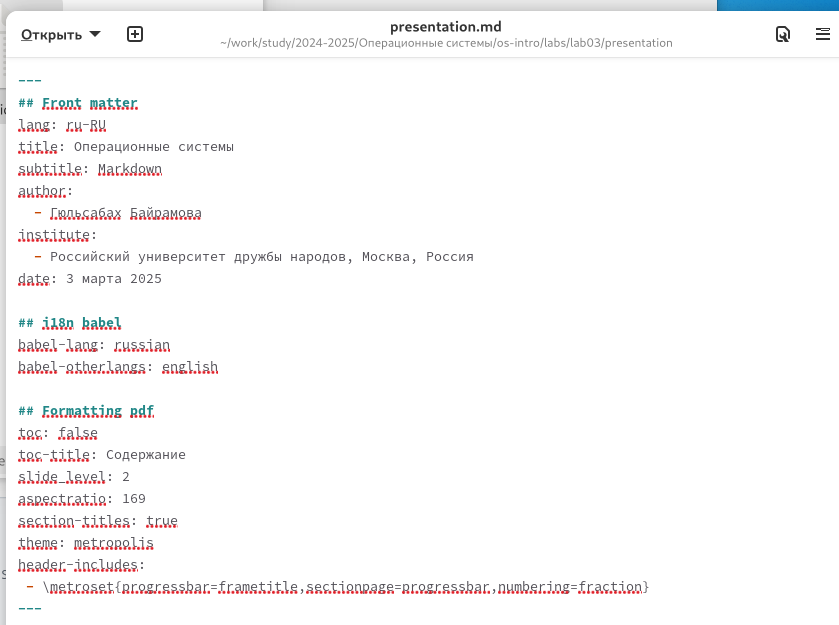 Открыть
presentation.md
~/work/study/2024-2025/Операционные системы/os-intro/labs/lab03/presentation
---
## Front matter
lang: ru-RU
title: Операционные системы
subtitle: Markdown
author:
  - Гюльсабах Байрамова
institute:
  - Российский университет дружбы народов, Москва, Россия
date: 3 марта 2025

## i18n babel
babel-lang: russian
babel-otherlangs: english

## Formatting pdf
toc: false
toc-title: Содержание
slide_level: 2
aspectratio: 169
section-titles: true
theme: metropolis
header-includes:
 - \metroset{progressbar=frametitle,sectionpage=progressbar,numbering=fraction}
---